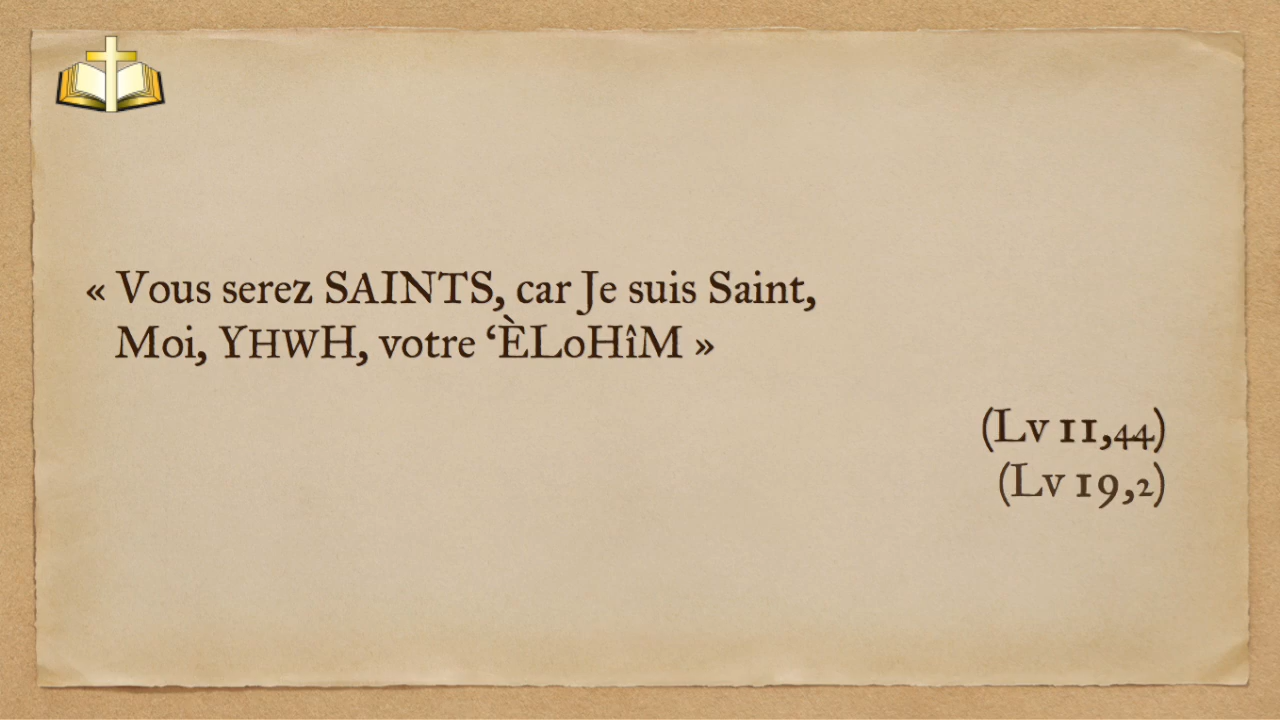 « Vous serez SAINTS, car Je suis Saint,
Moi, YHWH, votre ‘ÈLoHîM »
(Lv 11,44)
(Lv 19,2)